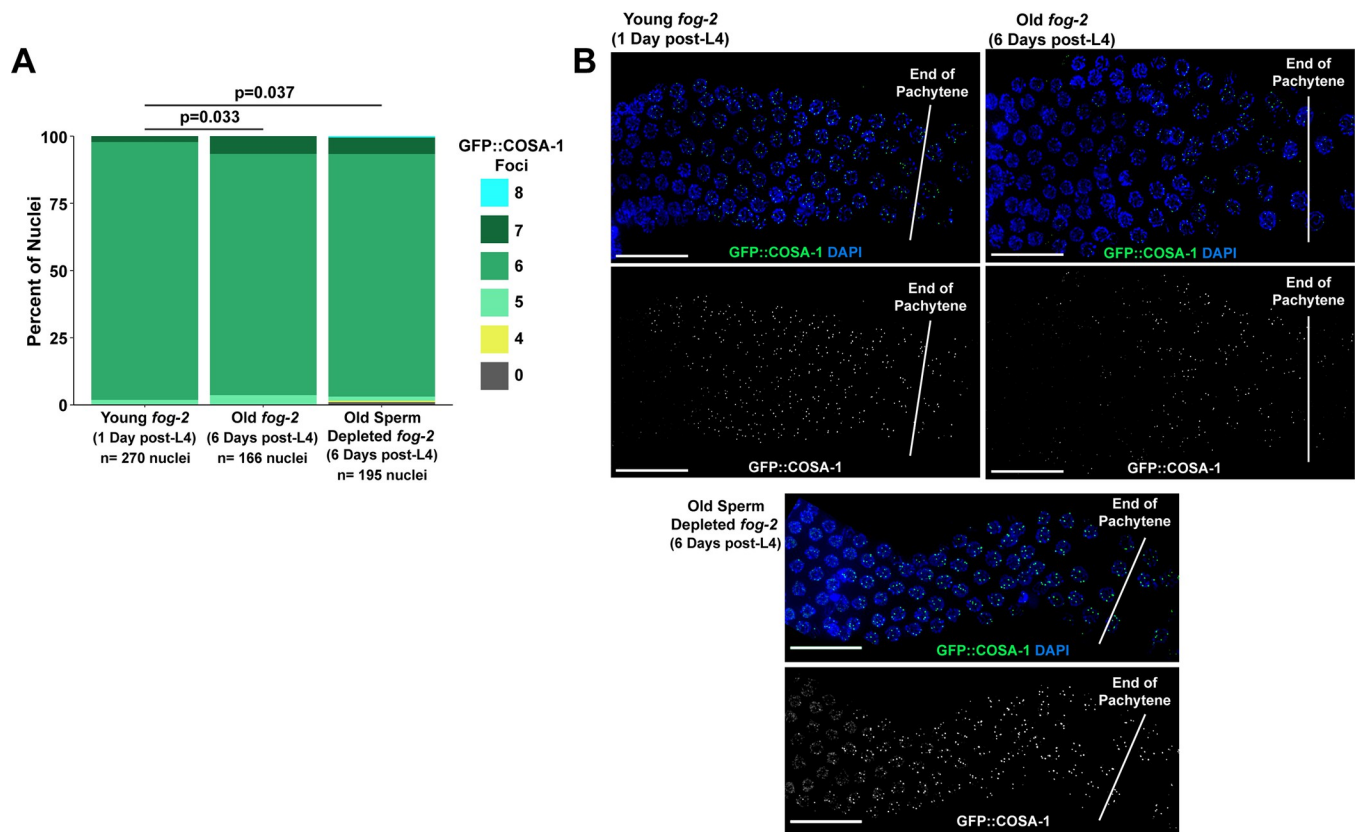 A
p=0.037
p=0.033
Percent of Nuclei
100
75
50
25
0
Young fog-2
(1 Day post-L4)
n= 270 nuclei
Old fog-2
(6 Days post-L4)
n= 166 nuclei
Old Sperm
Depleted fog-2
(6 Days post-L4)
n= 195 nuclei
GFP::COSA-1
Foci
8
7
6
5
4
0
B
Young fog-2
(1 Day post-L4)
End of
Pachytene
GFP::COSA-1 DAPI
End of
Pachytene
GFP::COSA-1
Old fog-2
(6 Days post-L4)
End of
Pachytene
GFP::COSA-1 DAPI
End of
Pachytene
GFP::COSA-1
Old Sperm
Depleted fog-2
(6 Days post-L4)
End of
Pachytene
GFP::COSA-1 DAPI
End of
Pachytene
GFP::COSA-1